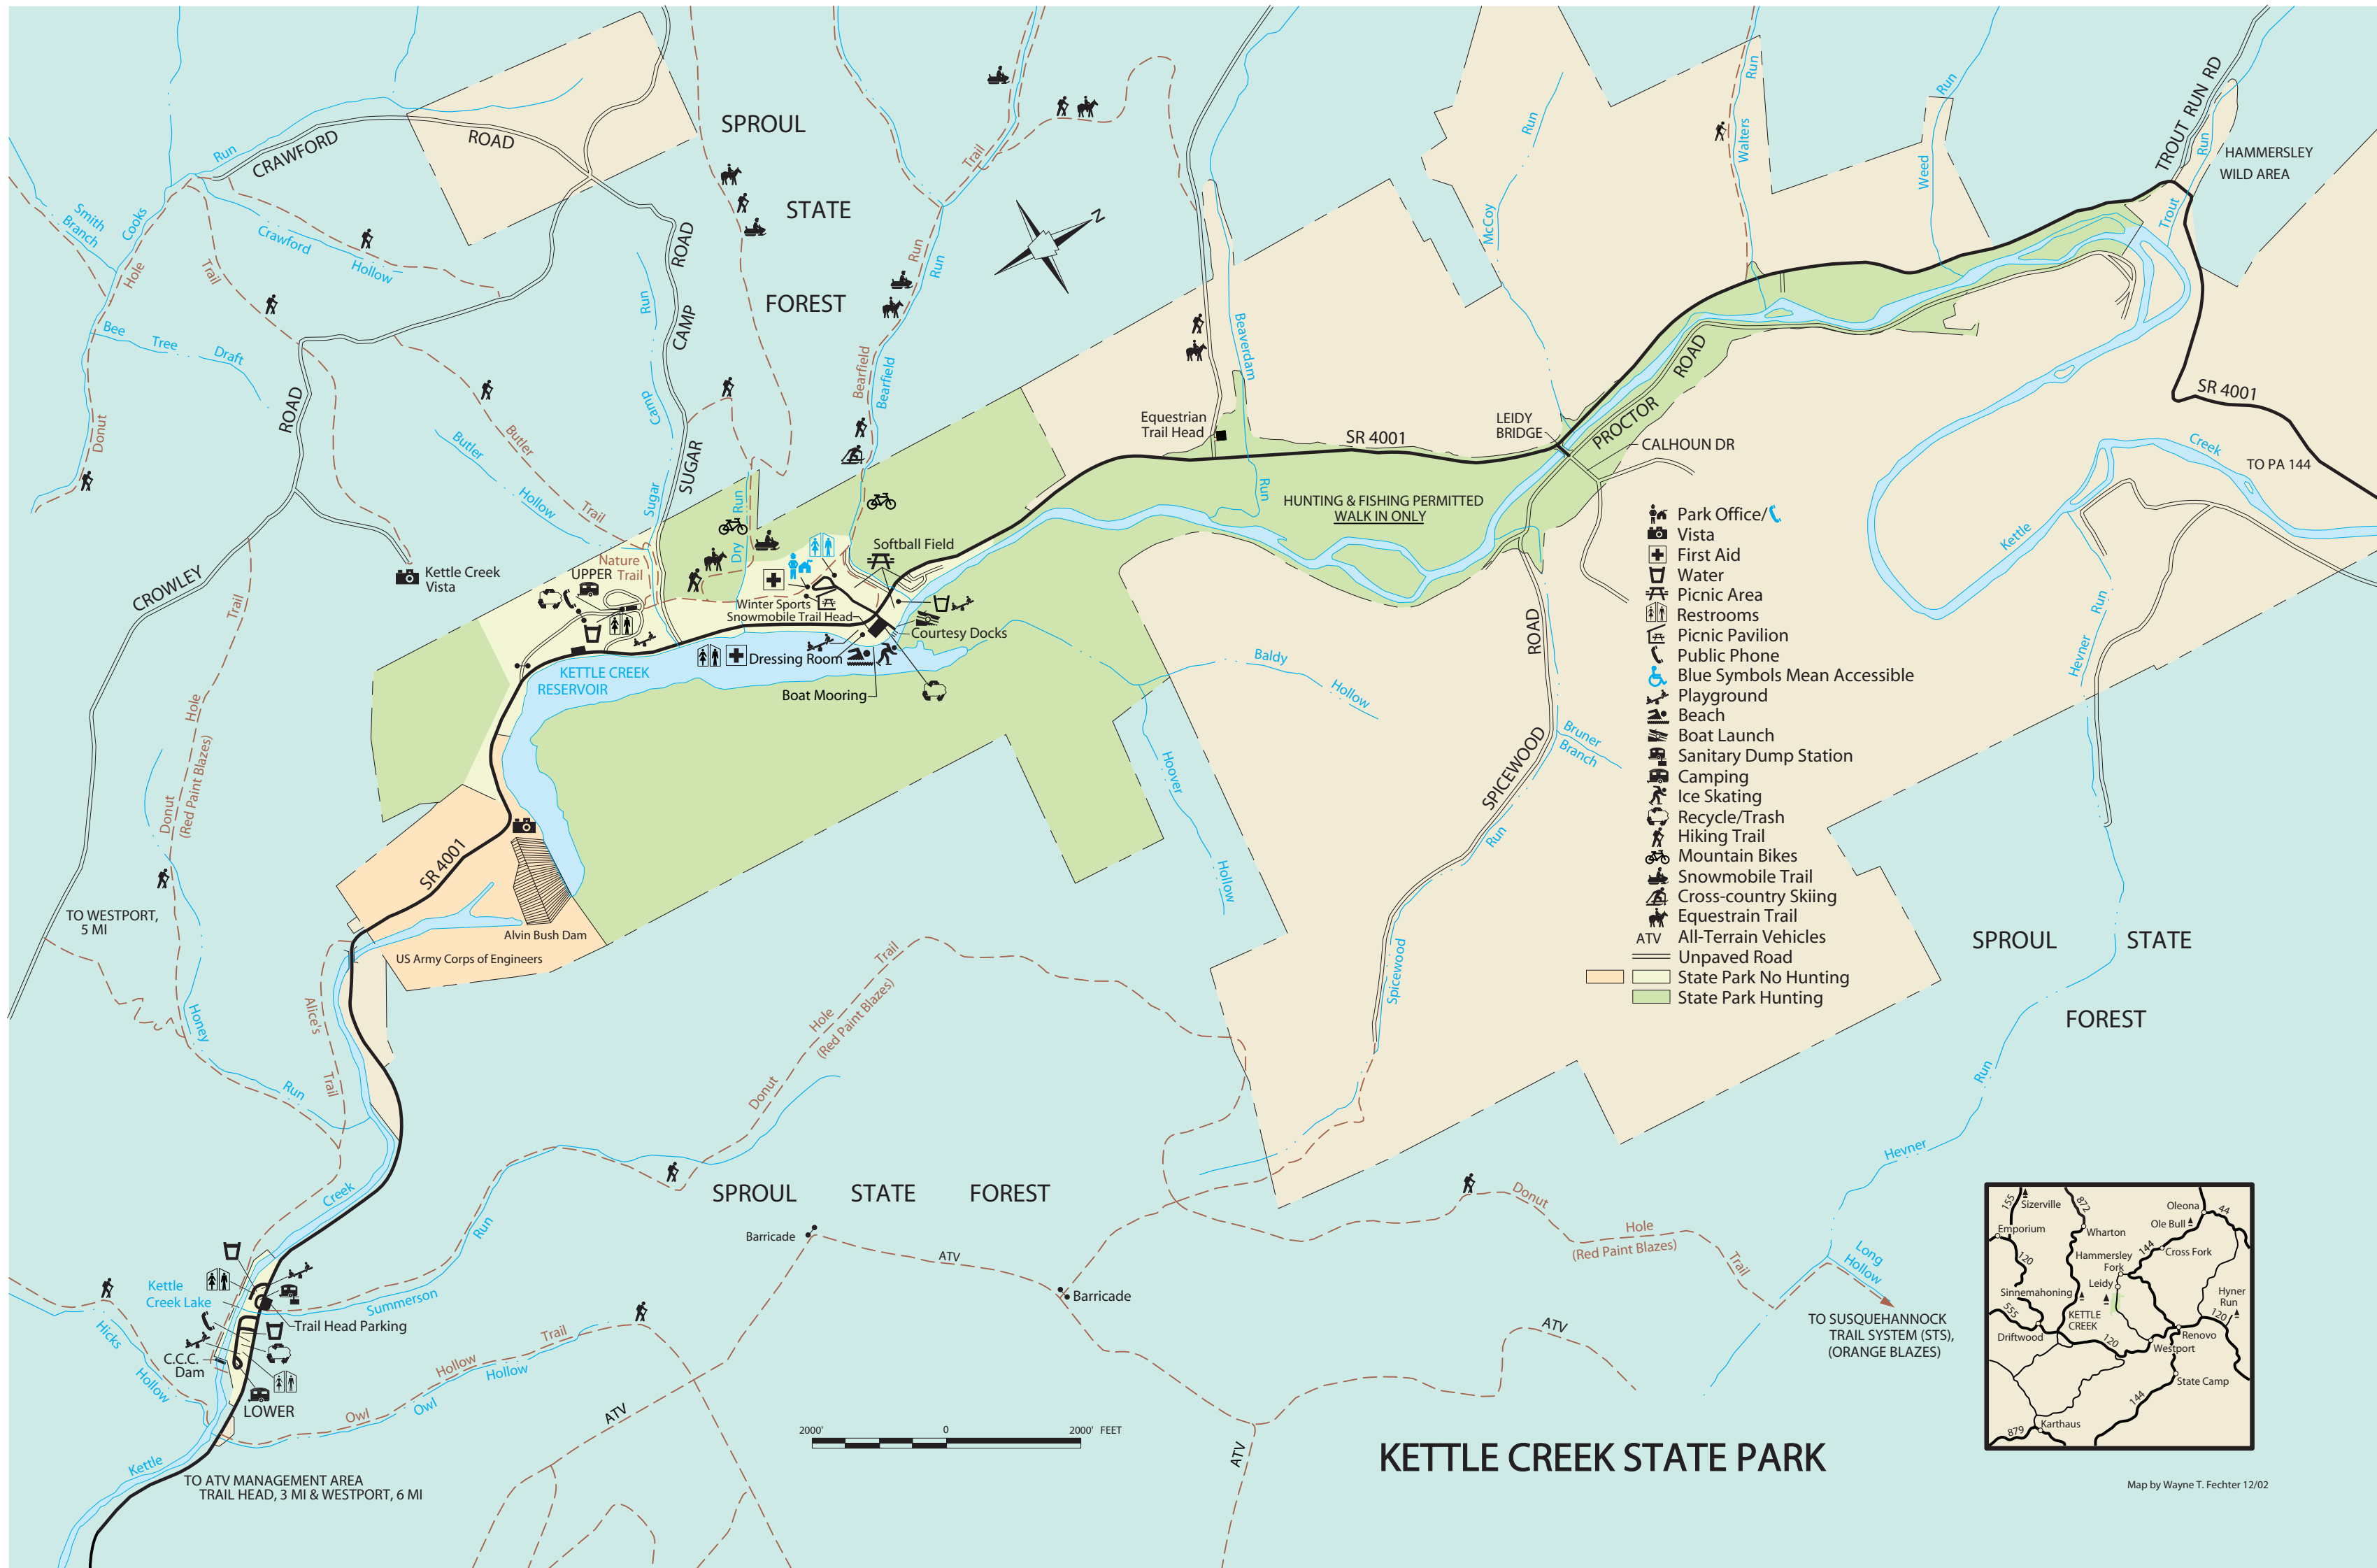 SPROUL
STATE
FOREST
CRAWFORD
ROAD
Run
Cooks
Smith
Branch
Hole
Trail
Crawford
Hollow
Bee
Tree
Draft
Donut
ROAD
CROWLEY
Butler
Trail
Butler
Hollow
ROAD
CAMP
SUGAR
Run
Camp
Sugar
Kettle Creek
Vista
Trail
Run
Run
Bearfield
Bearfield
Dry
Run
N
Beaverdam
Run
Equestrian
Trail Head
SR 4001
McCoy
Run
Walters
Run
Weed
Run
TROUT RUN RD
Trout
Run
HAMMERSLEY
WILD AREA
SR 4001
TO PA 144
LEIDY
BRIDGE
PROCTOR
ROAD
CALHOUN DR
HUNTING & FISHING PERMITTED
WALK IN ONLY
Kettle
Creek
Hevner
Run
Nature
Trail
UPPER
Softball Field
Winter Sports
Snowmobile Trail Head
Courtesy Docks
Dressing Room
Boat Mooring
KETTLE CREEK
RESERVOIR
Baldy
Hollow
Hoover
Hollow
ROAD
SPICEWOOD
Bruner
Branch
Run
Spicewood
Park Office/
Vista
First Aid
Water
Picnic Area
Restrooms
Picnic Pavilion
Public Phone
Blue Symbols Mean Accessible
Playground
Beach
Boat Launch
Sanitary Dump Station
Camping
Ice Skating
Recycle/Trash
Hiking Trail
Mountain Bikes
Snowmobile Trail
Cross-country Skiing
Equestrain Trail
ATV All-Terrain Vehicles
Unpaved Road
State Park No Hunting
State Park Hunting
SPROUL STATE
FOREST
Trail
Hole
Donut
(Red Paint Blazes)
TO WESTPORT,
5 MI
SR 4001
Alvin Bush Dam
US Army Corps of Engineers
Honey
Run
Alice's
Trail
Trail
Hole
(Red Paint Blazes)
Donut
SPROUL STATE FOREST
Run
Summerson
Creek
Barricade
ATV
Barricade
Donut
Hole
(Red Paint Blazes)
Trail
Hevner
Run
Long
Hollow
TO SUSQUEHANNOCK
TRAIL SYSTEM (STS),
(ORANGE BLAZES)
ATV
ATV
ATV
Kettle
Creek Lake
Trail Head Parking
C.C.C.
Dam
Hicks
Hollow
LOWER
Owl
Hollow
Trail
Owl
Hollow
Kettle
TO ATV MANAGEMENT AREA
TRAIL HEAD, 3 MI & WESTPORT, 6 MI
2000' 0 2000' FEET
KETTLE CREEK STATE PARK
155
Sizerville
872
Oleona
44
Emporium
Wharton
Ole Bull
120
144
Cross Fork
Hammersley
Fork
Leidy
Sinnemahoning
Hyner
Run
555
KETTLE
CREEK
120
Driftwood
120
Renovo
Westport
State Camp
144
Karthaus
879
Map by Wayne T. Fechter 12/02